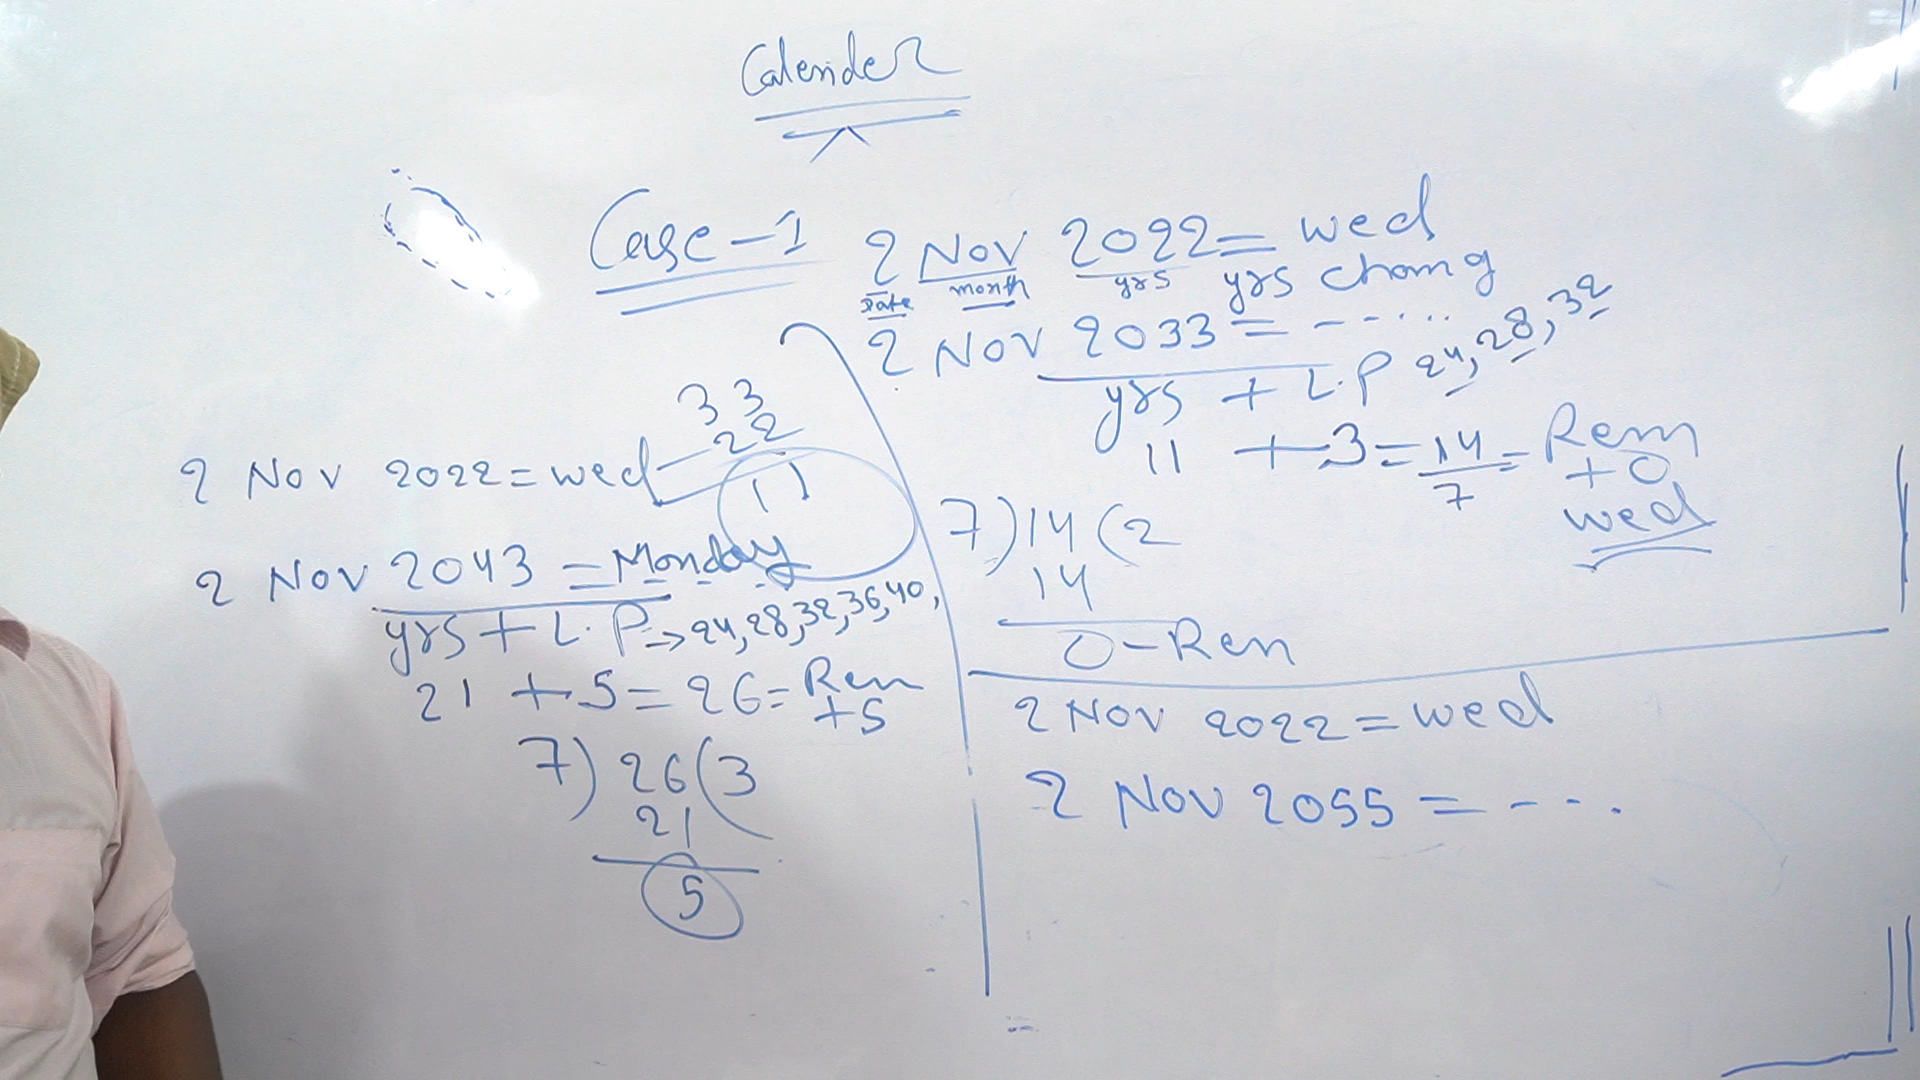 Calender
Case-1
2 Nov 2022 = wed
Date month yrs yrs chang
2 Nov 2033 = - - - ...
yrs + L.P 24, 28, 32
11 + 3 = 14/7 = Rem
+0
wed
7) 14 (2
14
0 - Rem
33
22
11
2 Nov 2022 = wed
2 Nov 2043 = Monday
yrs + L.P → 24, 28, 32, 36, 40,
21 + 5 = 26 = Rem
+5
7) 26 (3
21
5
2 Nov 2022 = wed
2 Nov 2055 = - - - .